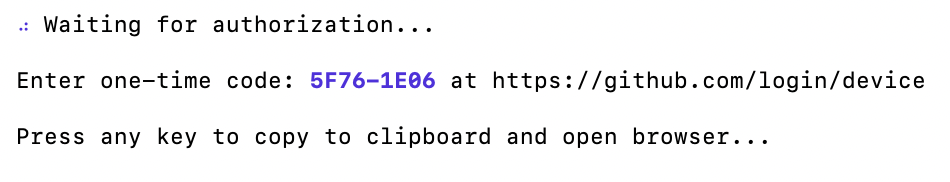 Waiting for authorization...
Enter one-time code: 5F76-1E06 at https://github.com/login/device
Press any key to copy to clipboard and open browser...